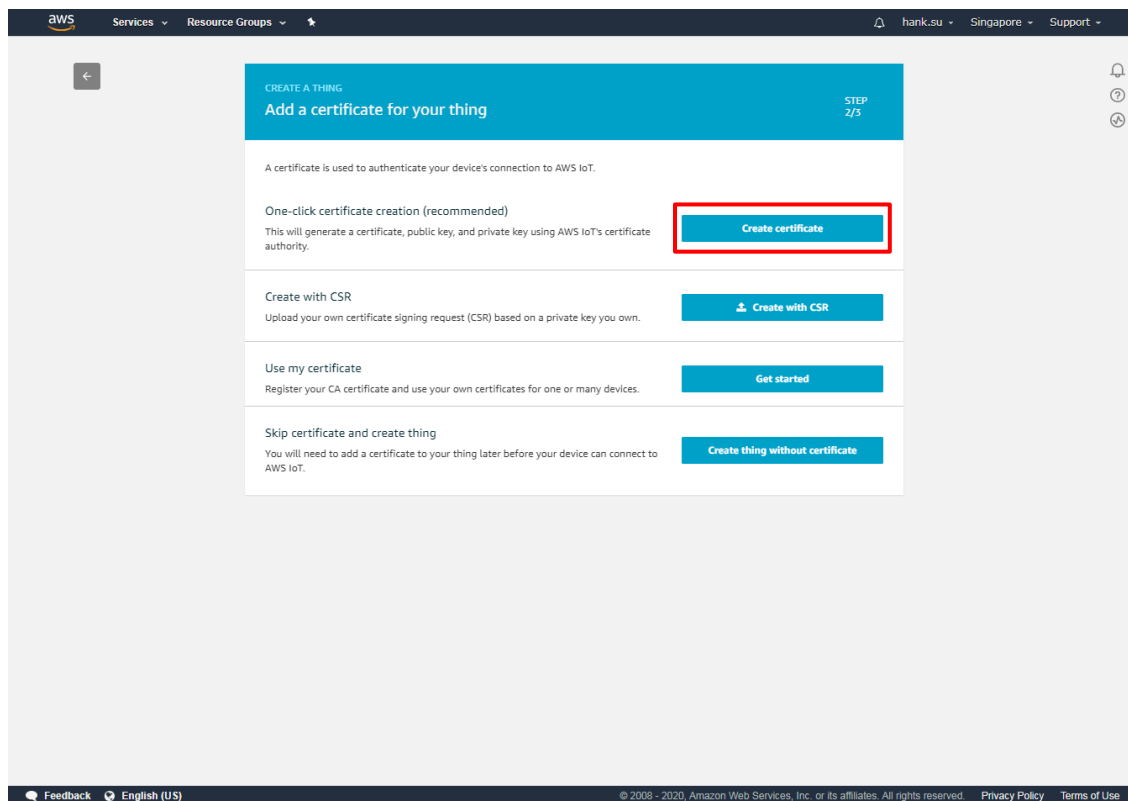 aws Services Resource Groups hank.su Singapore Support
CREATE A THING
Add a certificate for your thing
STEP
2/3
A certificate is used to authenticate your device's connection to AWS IoT.
One-click certificate creation (recommended)
This will generate a certificate, public key, and private key using AWS IoT's certificate
authority.
Create certificate
Create with CSR
Upload your own certificate signing request (CSR) based on a private key you own.
Create with CSR
Use my certificate
Register your CA certificate and use your own certificates for one or many devices.
Get started
Skip certificate and create thing
You will need to add a certificate to your thing later before your device can connect to
AWS IoT.
Create thing without certificate
Feedback English (US) © 2008 - 2020, Amazon Web Services, Inc. or its affiliates. All rights reserved. Privacy Policy Terms of Use